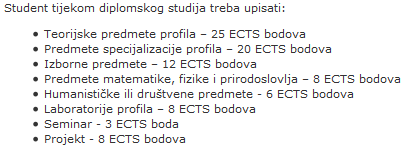 Student tijekom diplomskog studija treba upisati:
• Teorijske predmete profila – 25 ECTS bodova
• Predmete specijalizacije profila – 20 ECTS bodova
• Izborne predmete – 12 ECTS bodova
• Predmete matematike, fizike i prirodoslovlja – 8 ECTS bodova
• Humanističke ili društvene predmete - 6 ECTS bodova
• Laboratorije profila – 8 ECTS bodova
• Seminar - 3 ECTS boda
• Projekt - 8 ECTS bodova